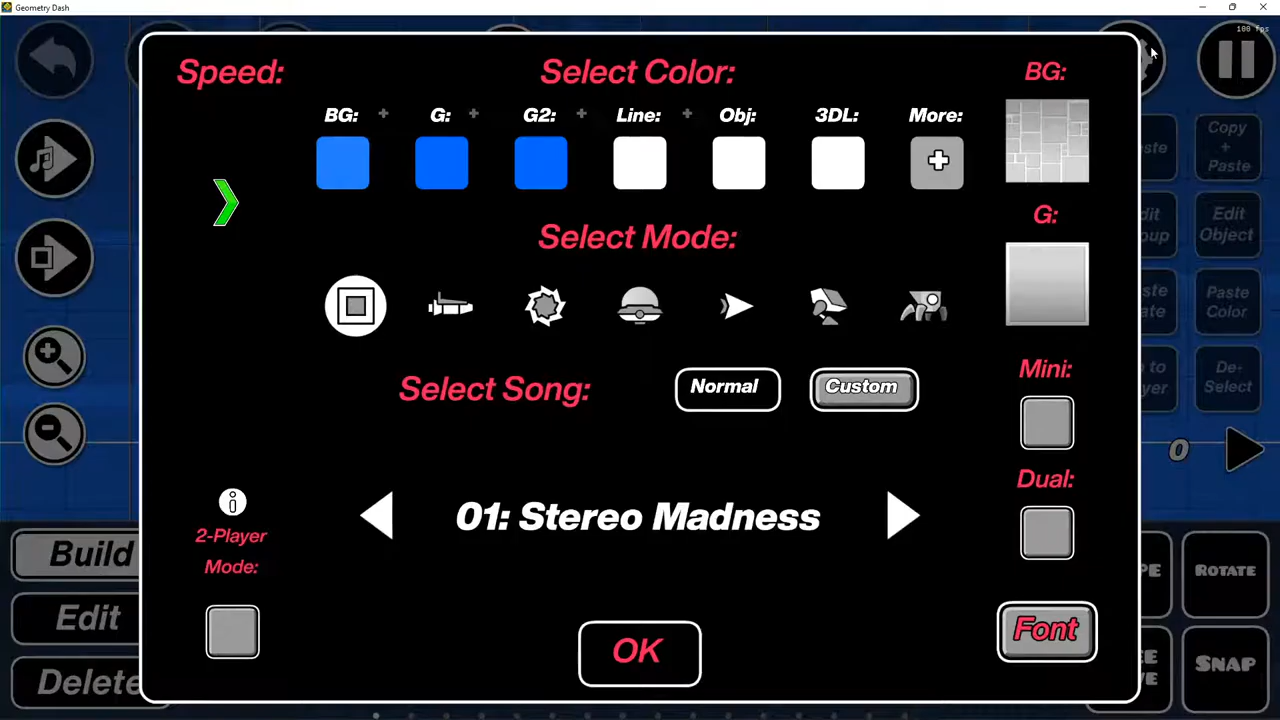 Geometry Dash
100 fps
Speed:
Select Color:
BG:
BG: + G: + G2: + Line: + Obj: 3DL: More:
Copy
+
Paste
G:
Edit
Object
Select Mode:
Paste
Color
Mini:
De-
Select
Select Song:
Normal
Custom
0
Dual:
01: Stereo Madness
2-Player
Mode:
Build
Edit
Delete
Rotate
Font
OK
Snap